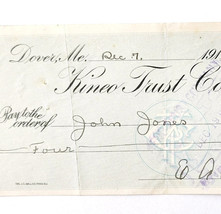 Dover, Me. Dec 7. 191
Kineo Trust Co
Pay to the order of John Jones
Four
E A